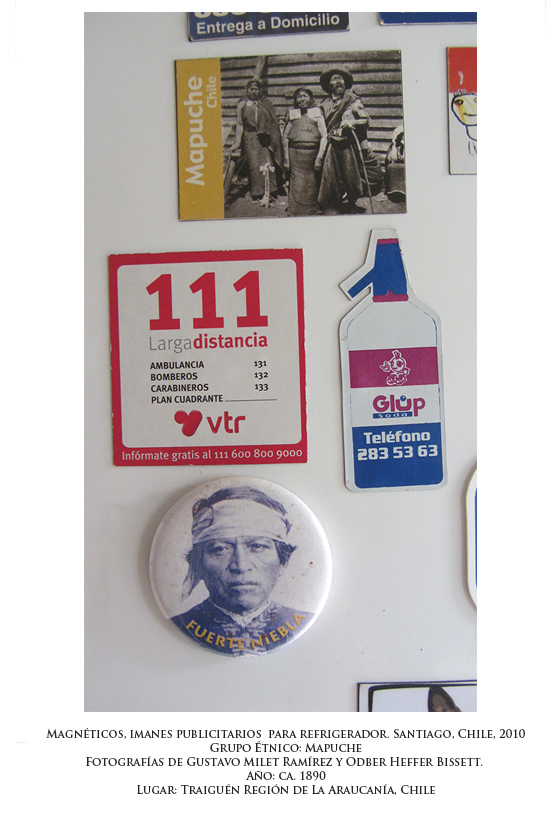 Entrega a Domicilio
Mapuche
Chile
111
Largadistancia
AMBULANCIA 131
BOMBEROS 132
CARABINEROS 133
PLAN CUADRANTE
vtr
Infórmate gratis al 111 600 800 9000
Glup
soda
Teléfono
283 53 63
FUERTE NIEBLA
Magnéticos, imanes publicitarios para refrigerador. Santiago, Chile, 2010
Grupo Étnico: Mapuche
Fotografías de Gustavo Milet Ramírez y Odber Heffer Bissett.
Año: ca. 1890
Lugar: Traiguén Región de La Araucanía, Chile